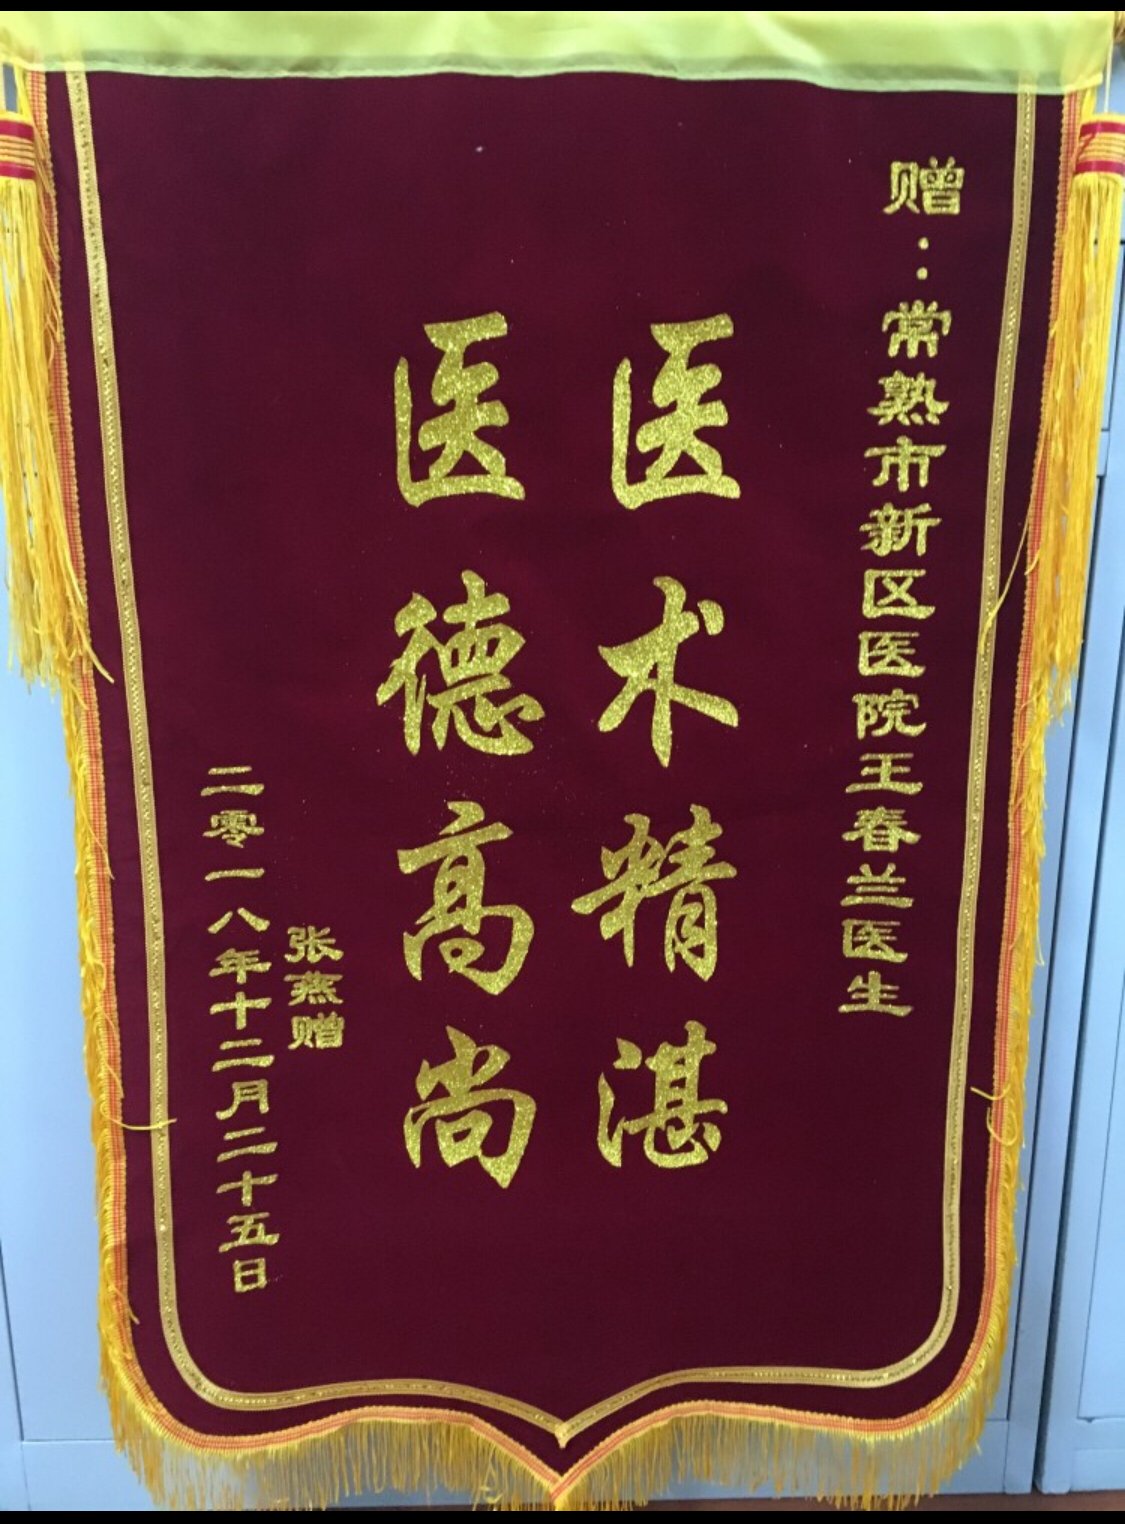 赠：常熟市新区医院王春兰医生
医术精湛
医德高尚
张燕赠
二零一八年十二月二十五日